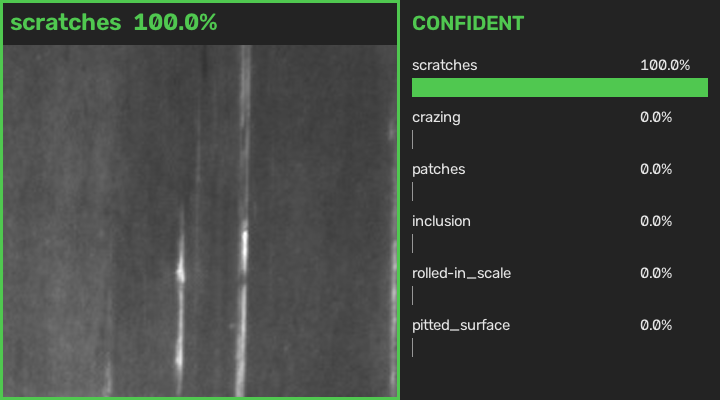 scratches 100.0%
CONFIDENT
scratches 100.0%
crazing 0.0%
patches 0.0%
inclusion 0.0%
rolled-in_scale 0.0%
pitted_surface 0.0%